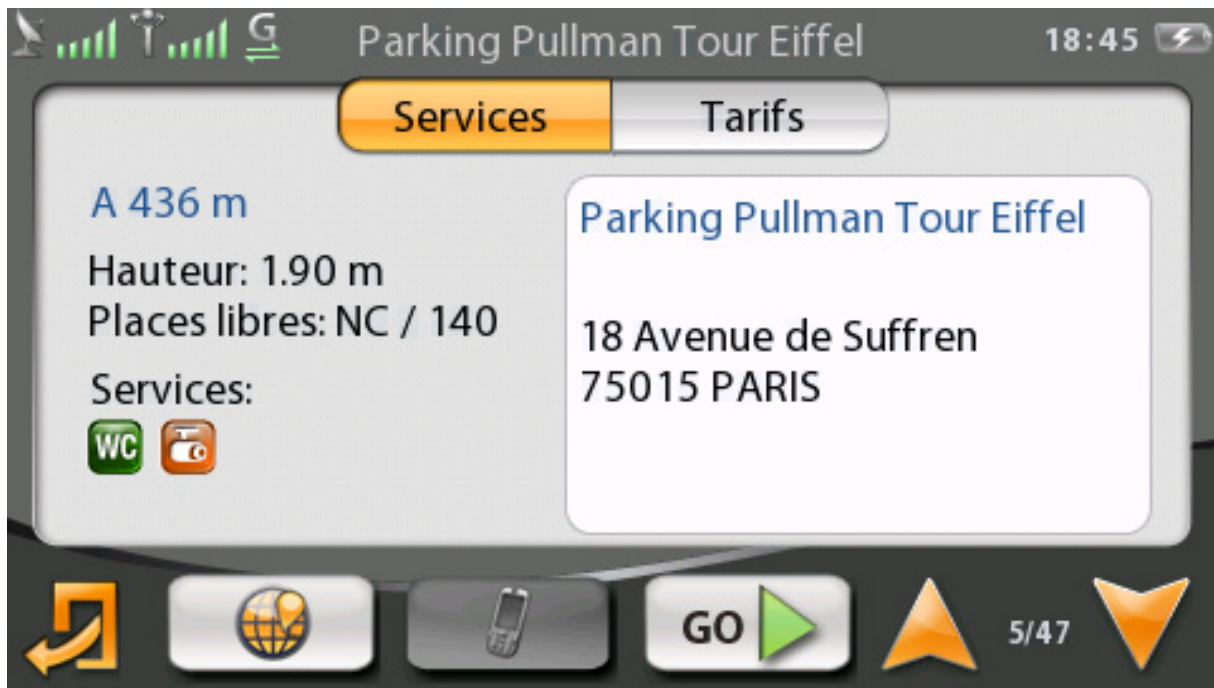 G
Parking Pullman Tour Eiffel
18:45
Services
Tarifs
A 436 m
Hauteur: 1.90 m
Places libres: NC / 140
Services:
WC
Parking Pullman Tour Eiffel
18 Avenue de Suffren
75015 PARIS
GO
5/47